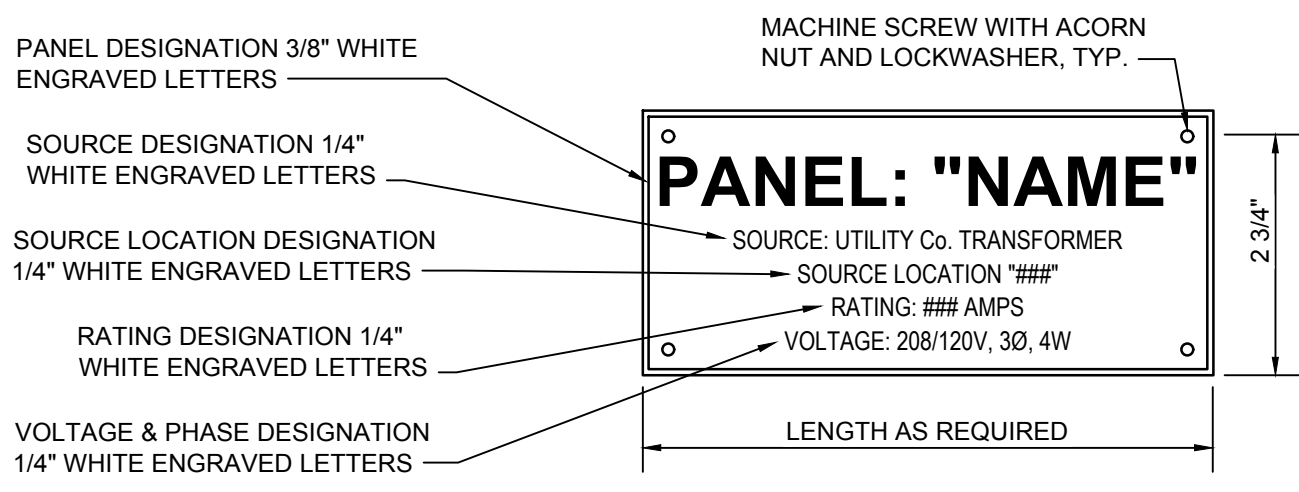 PANEL DESIGNATION 3/8" WHITE
ENGRAVED LETTERS
SOURCE DESIGNATION 1/4"
WHITE ENGRAVED LETTERS
SOURCE LOCATION DESIGNATION
1/4" WHITE ENGRAVED LETTERS
RATING DESIGNATION 1/4"
WHITE ENGRAVED LETTERS
VOLTAGE & PHASE DESIGNATION
1/4" WHITE ENGRAVED LETTERS
MACHINE SCREW WITH ACORN
NUT AND LOCKWASHER, TYP.
PANEL: "NAME"
SOURCE: UTILITY Co. TRANSFORMER
SOURCE LOCATION "###"
RATING: ### AMPS
VOLTAGE: 208/120V, 3Ø, 4W
2 3/4"
LENGTH AS REQUIRED